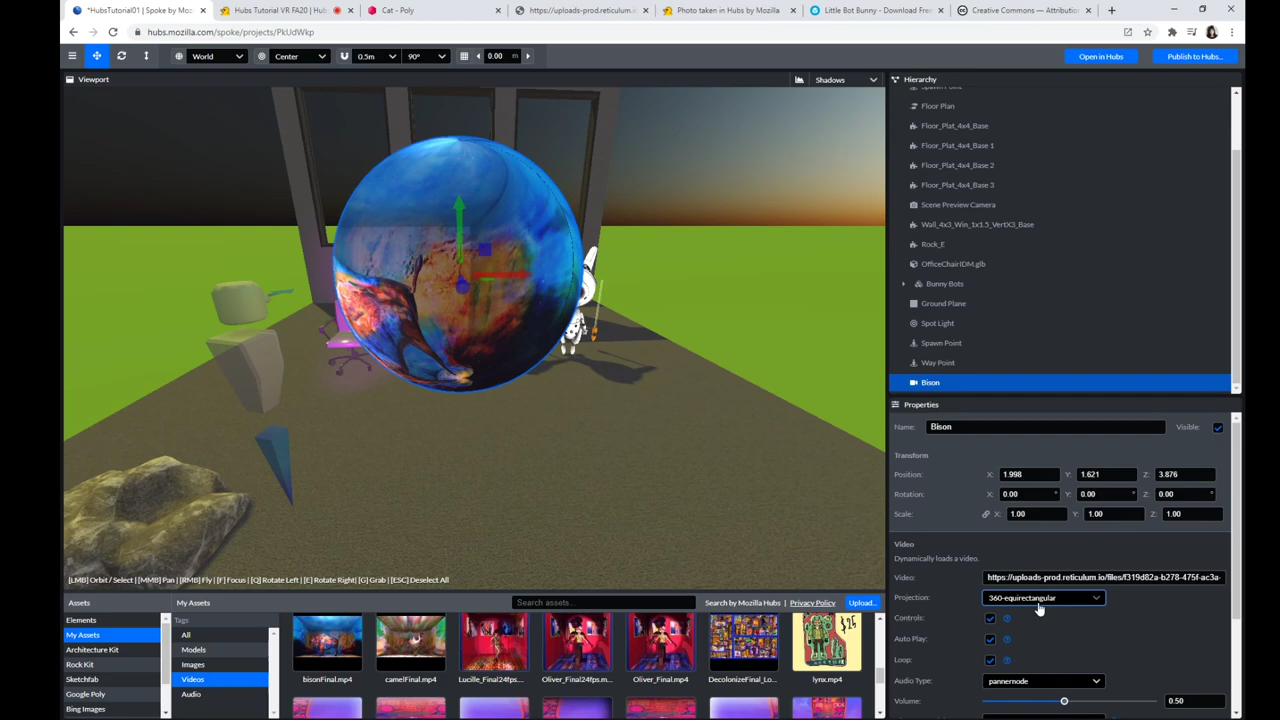 *HubsTutorial01 | Spoke by Moz
Hubs Tutorial VR FA20 | Hubs
Cat - Poly
https://uploads-prod.reticulum.i
Photo taken in Hubs by Mozilla
Little Bot Bunny - Download Fre
Creative Commons — Attribution
hubs.mozilla.com/spoke/projects/PkUdWkp
World
Center
0.5m
90°
0.00
m
Open in Hubs
Publish to Hubs...
Viewport
Shadows
Hierarchy
Spawn Point
Floor Plan
Floor_Plat_4x4_Base
Floor_Plat_4x4_Base 1
Floor_Plat_4x4_Base 2
Floor_Plat_4x4_Base 3
Scene Preview Camera
Wall_4x3_Win_1x1.5_VertX3_Base
Rock_E
OfficeChairIDM.glb
Bunny Bots
Ground Plane
Spot Light
Spawn Point
Way Point
Bison
Properties
Name: Bison Visible:
Transform
Position: X: 1.998 Y: 1.621 Z: 3.876
Rotation: X: 0.00 ° Y: 0.00 ° Z: 0.00 °
Scale: X: 1.00 Y: 1.00 Z: 1.00
Video
Dynamically loads a video.
Video: https://uploads-prod.reticulum.io/files/f319d82a-b278-475f-ac3a-
Projection: 360-equirectangular
Controls:
Auto Play:
Loop:
Audio Type: pannernode
Volume: 0.50
[LMB] Orbit / Select | [MMB] Pan | [RMB] Fly | [F] Focus | [Q] Rotate Left | [E] Rotate Right | [G] Grab | [ESC] Deselect All
Assets
My Assets
Search assets...
Search by Mozilla Hubs | Privacy Policy
Upload...
Elements
My Assets
Architecture Kit
Rock Kit
Sketchfab
Google Poly
Bing Images
Tags
All
Models
Images
Videos
Audio
bisonFinal.mp4
camelFinal.mp4
Lucille_Final24fps.m...
Oliver_Final24fps.m...
Oliver_Final.mp4
DecolonizeFinal_Lo...
lynx.mp4